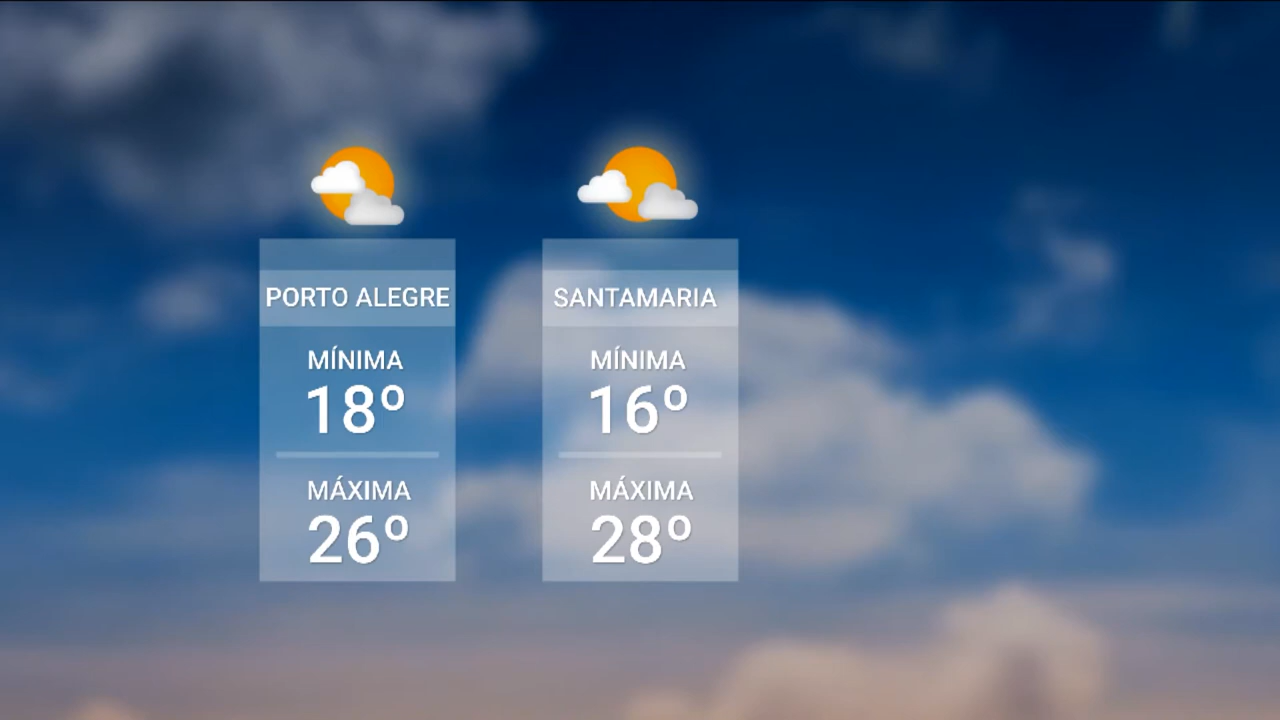 PORTO ALEGRE
MÍNIMA
18º
MÁXIMA
26º
SANTAMARIA
MÍNIMA
16º
MÁXIMA
28º